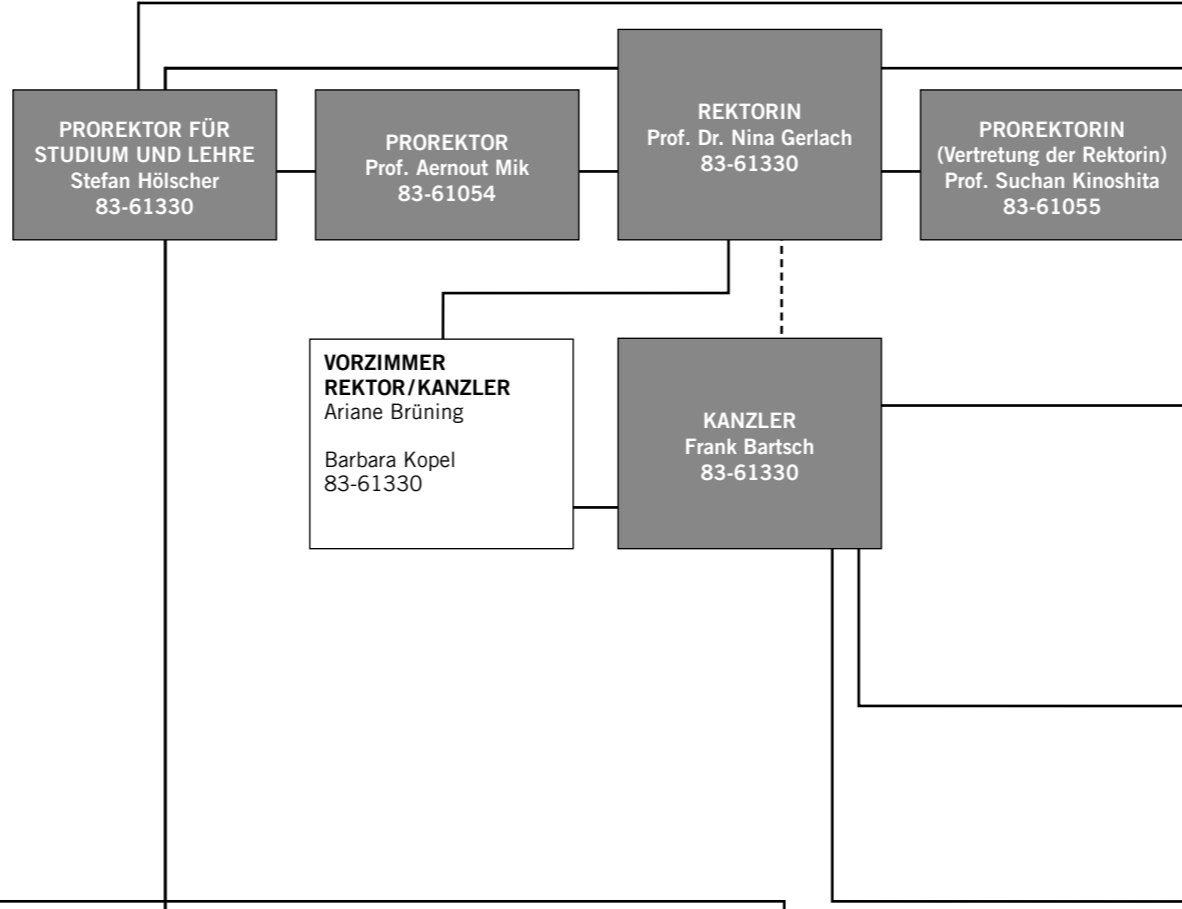 PROREKTOR FÜR
STUDIUM UND LEHRE
Stefan Hölscher
83-61330
PROREKTOR
Prof. Aernout Mik
83-61054
REKTORIN
Prof. Dr. Nina Gerlach
83-61330
PROREKTORIN
(Vertretung der Rektorin)
Prof. Suchan Kinoshita
83-61055
VORZIMMER
REKTOR/KANZLER
Ariane Brüning
Barbara Kopel
83-61330
KANZLER
Frank Bartsch
83-61330